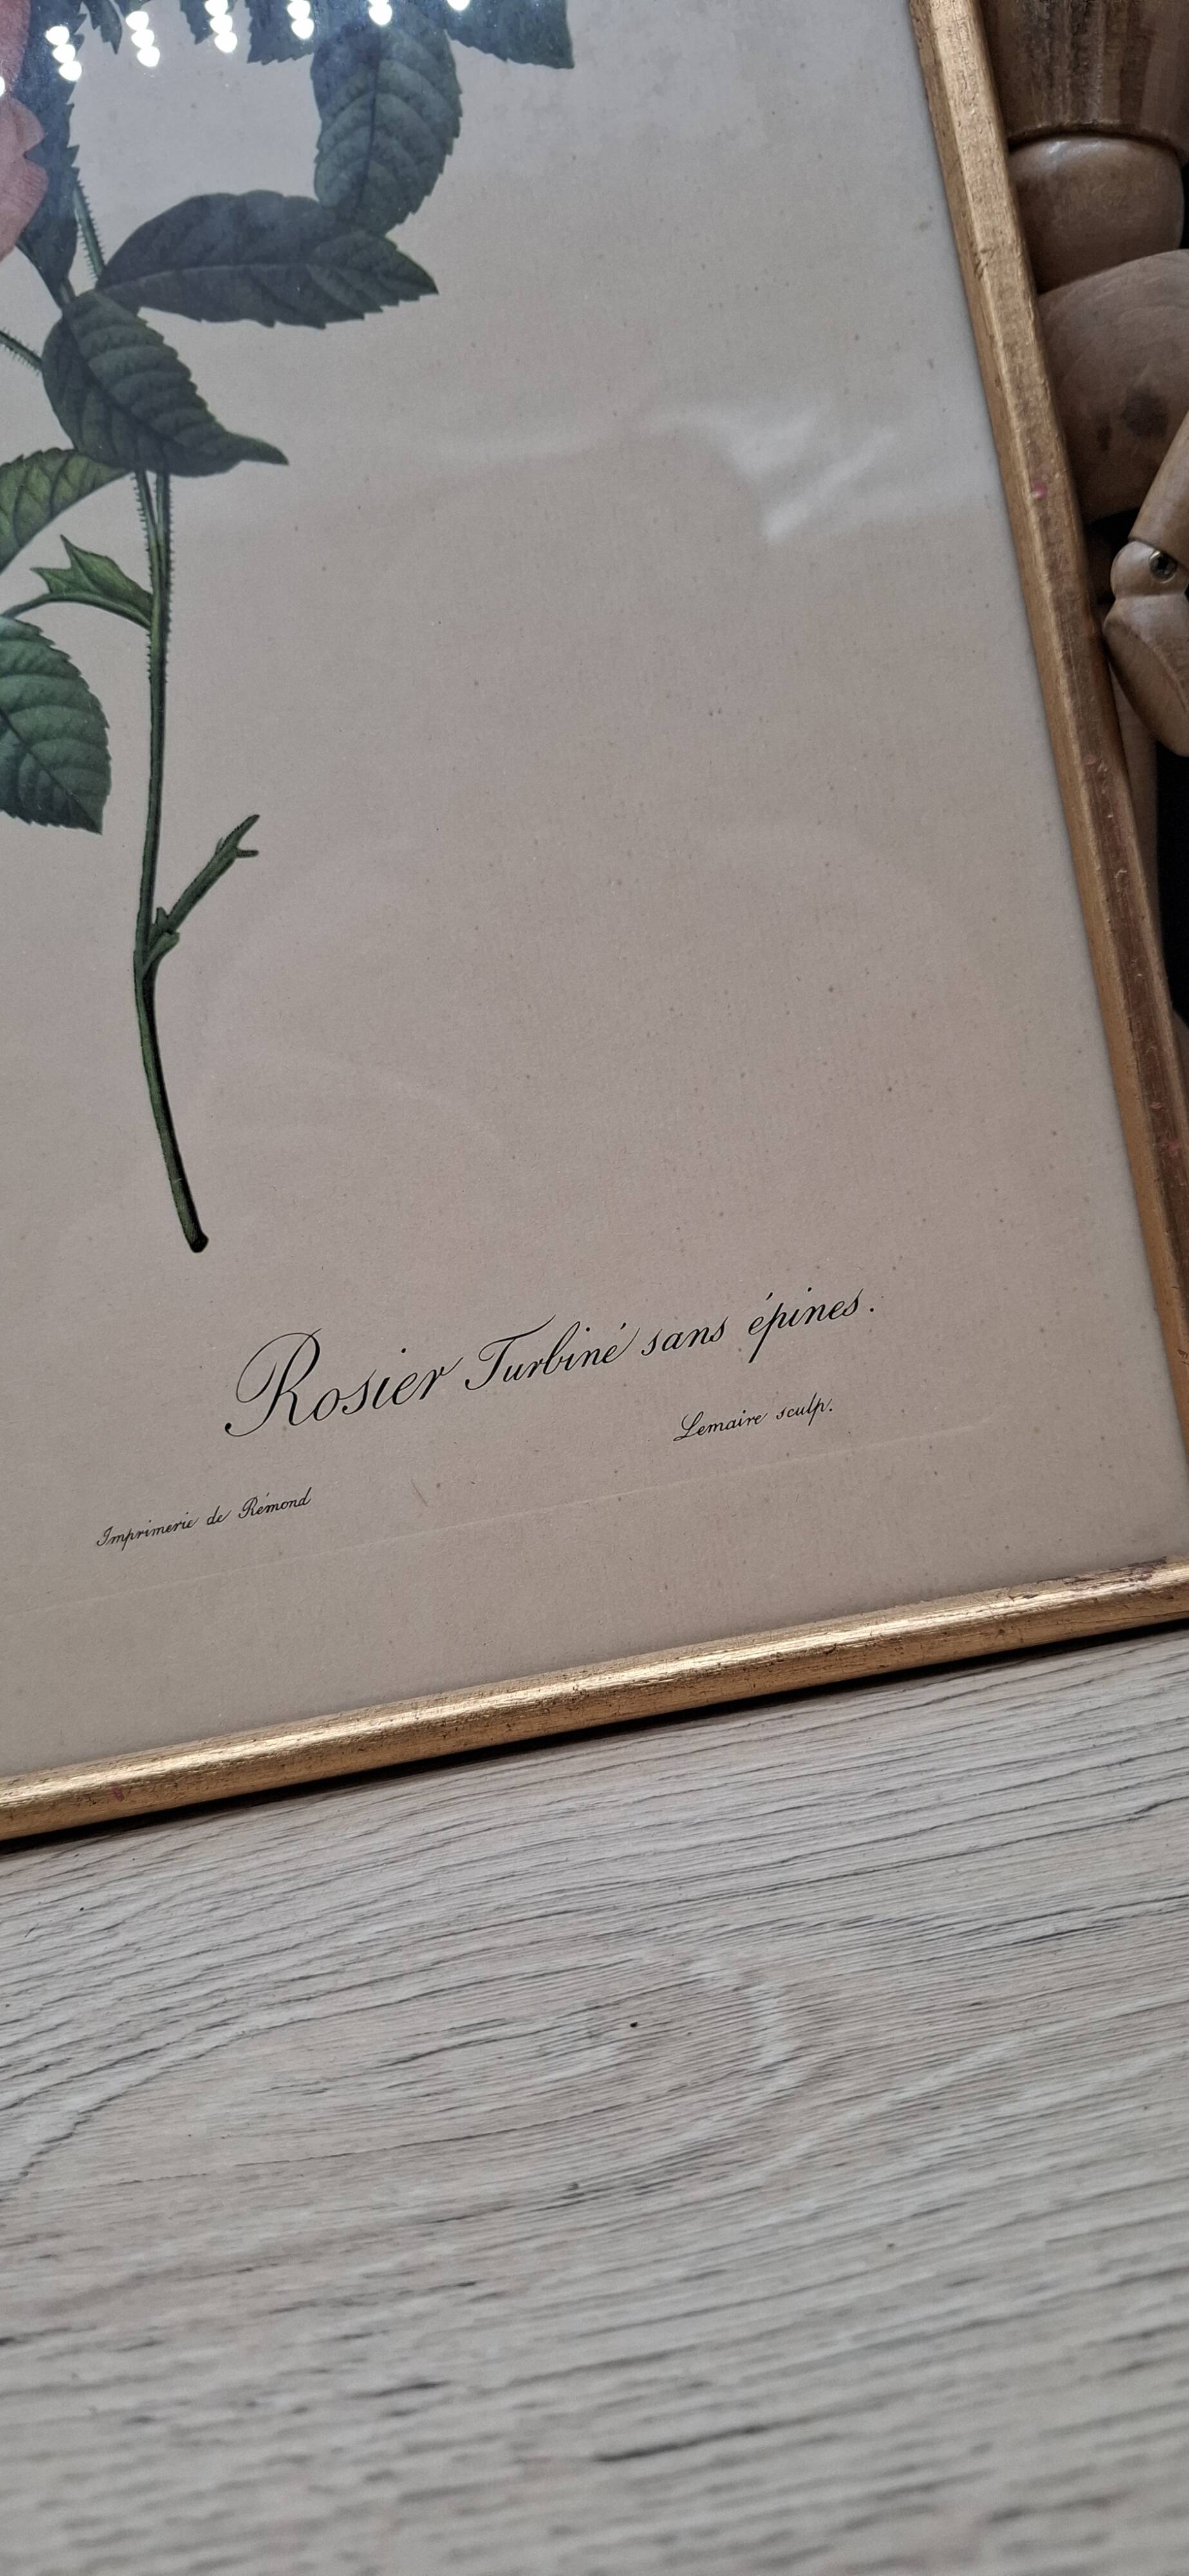 Rosier Turbiné sans épines.
Imprimerie de Rémond
Lemaire sculp.